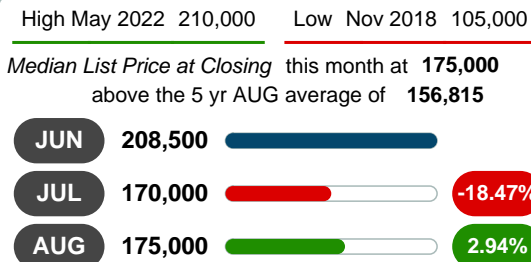 High May 2022 210,000 Low Nov 2018 105,000
Median List Price at Closing this month at 175,000
above the 5 yr AUG average of 156,815
JUN 208,500
JUL 170,000 -18.47%
AUG 175,000 2.94%